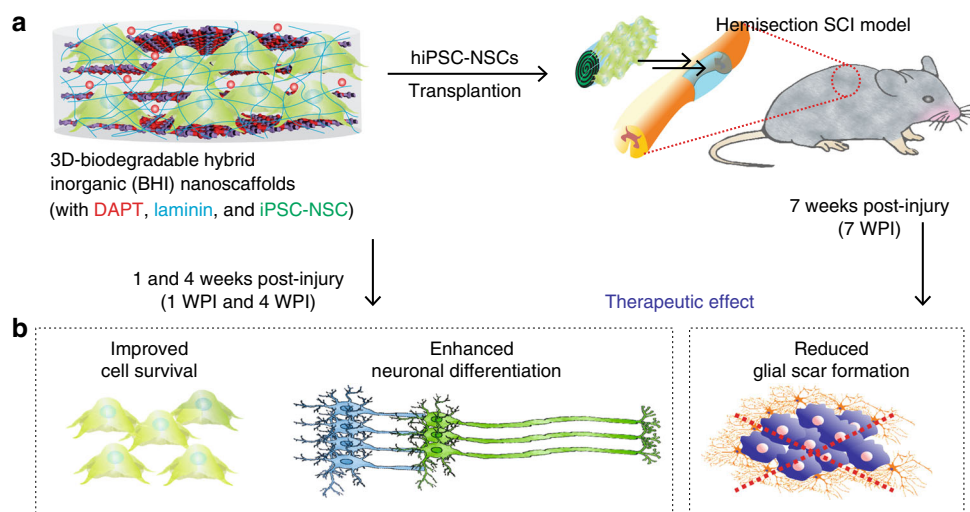 a
hiPSC-NSCs
Transplantion
Hemisection SCI model
3D-biodegradable hybrid
inorganic (BHI) nanoscaffolds
(with DAPT, laminin, and iPSC-NSC)
7 weeks post-injury
(7 WPI)
1 and 4 weeks post-injury
(1 WPI and 4 WPI)
Therapeutic effect
b
Improved
cell survival
Enhanced
neuronal differentiation
Reduced
glial scar formation